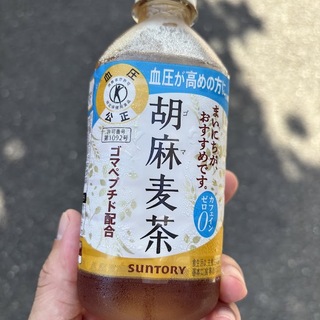 血圧
公正
許可番号
第1092号
血圧が高めの方に
まいにちが、
おすすめです。
胡麻麦茶
ゴマ
ゴマペプチド配合
カフェイン
ゼロ
0
SUNTORY